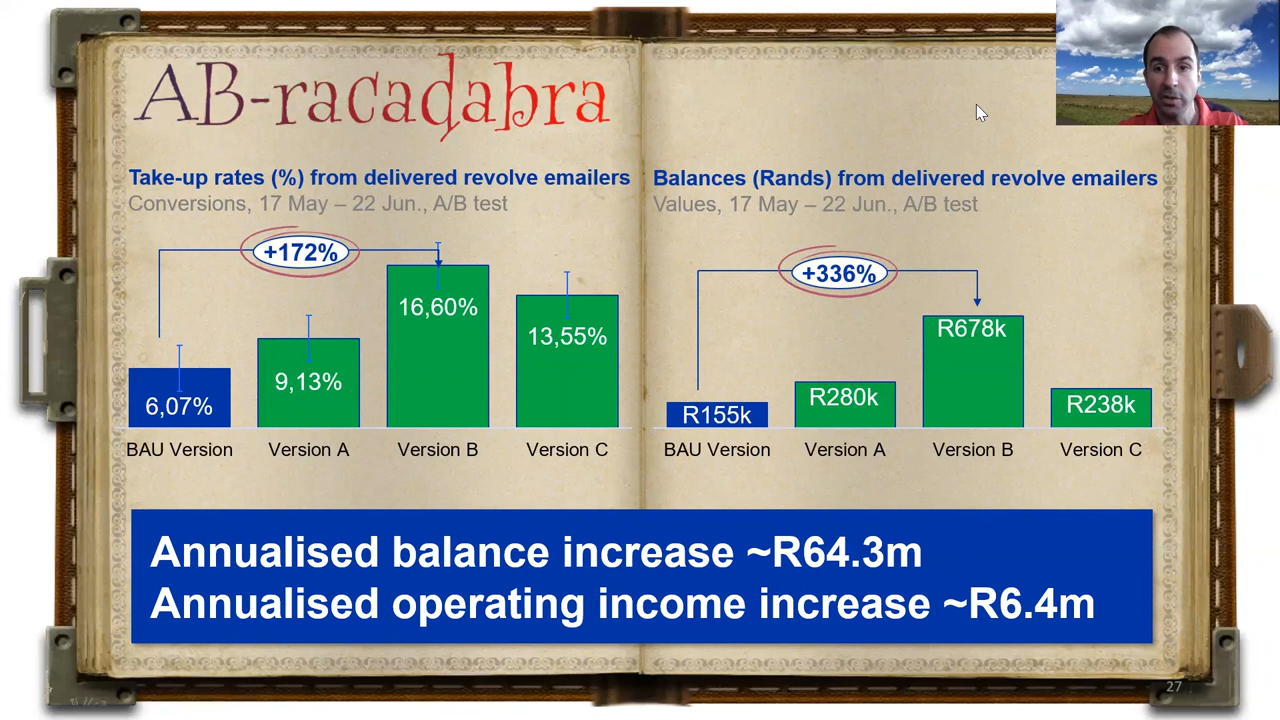 AB-racadabra
Take-up rates (%) from delivered revolve emailers
Conversions, 17 May – 22 Jun., A/B test
+172%
16,60%
13,55%
9,13%
6,07%
BAU Version
Version A
Version B
Version C
Balances (Rands) from delivered revolve emailers
Values, 17 May – 22 Jun., A/B test
+336%
R678k
R280k
R238k
R155k
BAU Version
Version A
Version B
Version C
Annualised balance increase ~R64.3m
Annualised operating income increase ~R6.4m
27